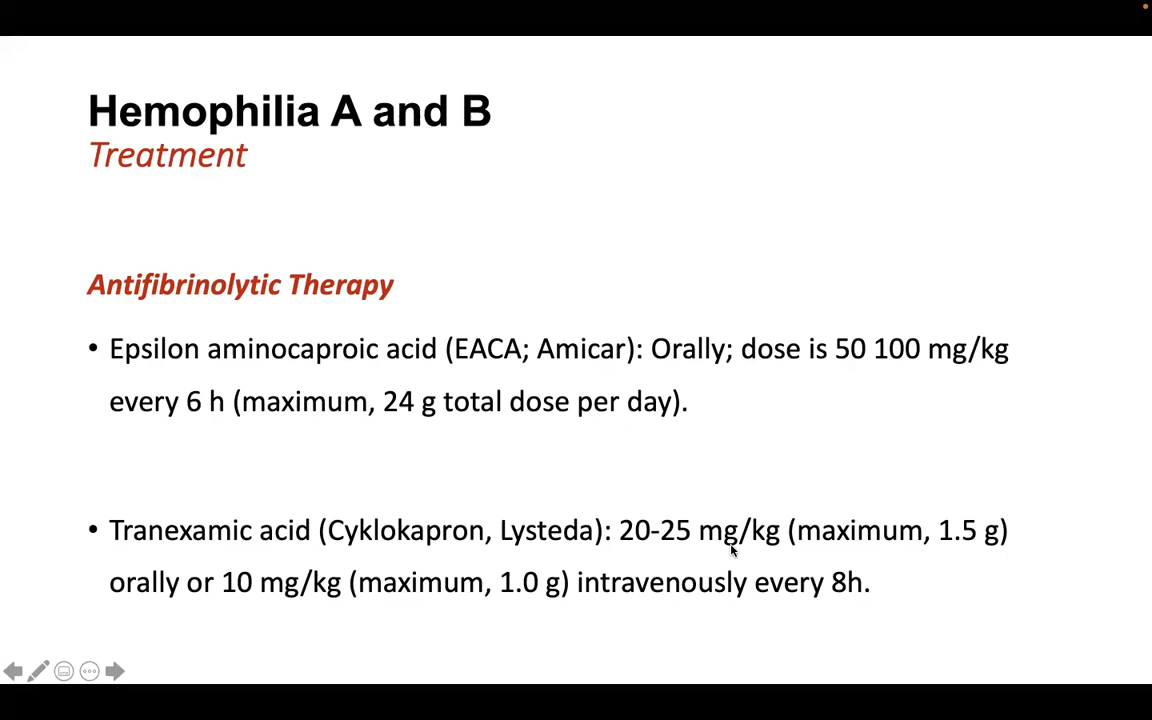 Hemophilia A and B
Treatment
Antifibrinolytic Therapy
• Epsilon aminocaproic acid (EACA; Amicar): Orally; dose is 50 100 mg/kg
every 6 h (maximum, 24 g total dose per day).
• Tranexamic acid (Cyklokapron, Lysteda): 20-25 mg/kg (maximum, 1.5 g)
orally or 10 mg/kg (maximum, 1.0 g) intravenously every 8h.